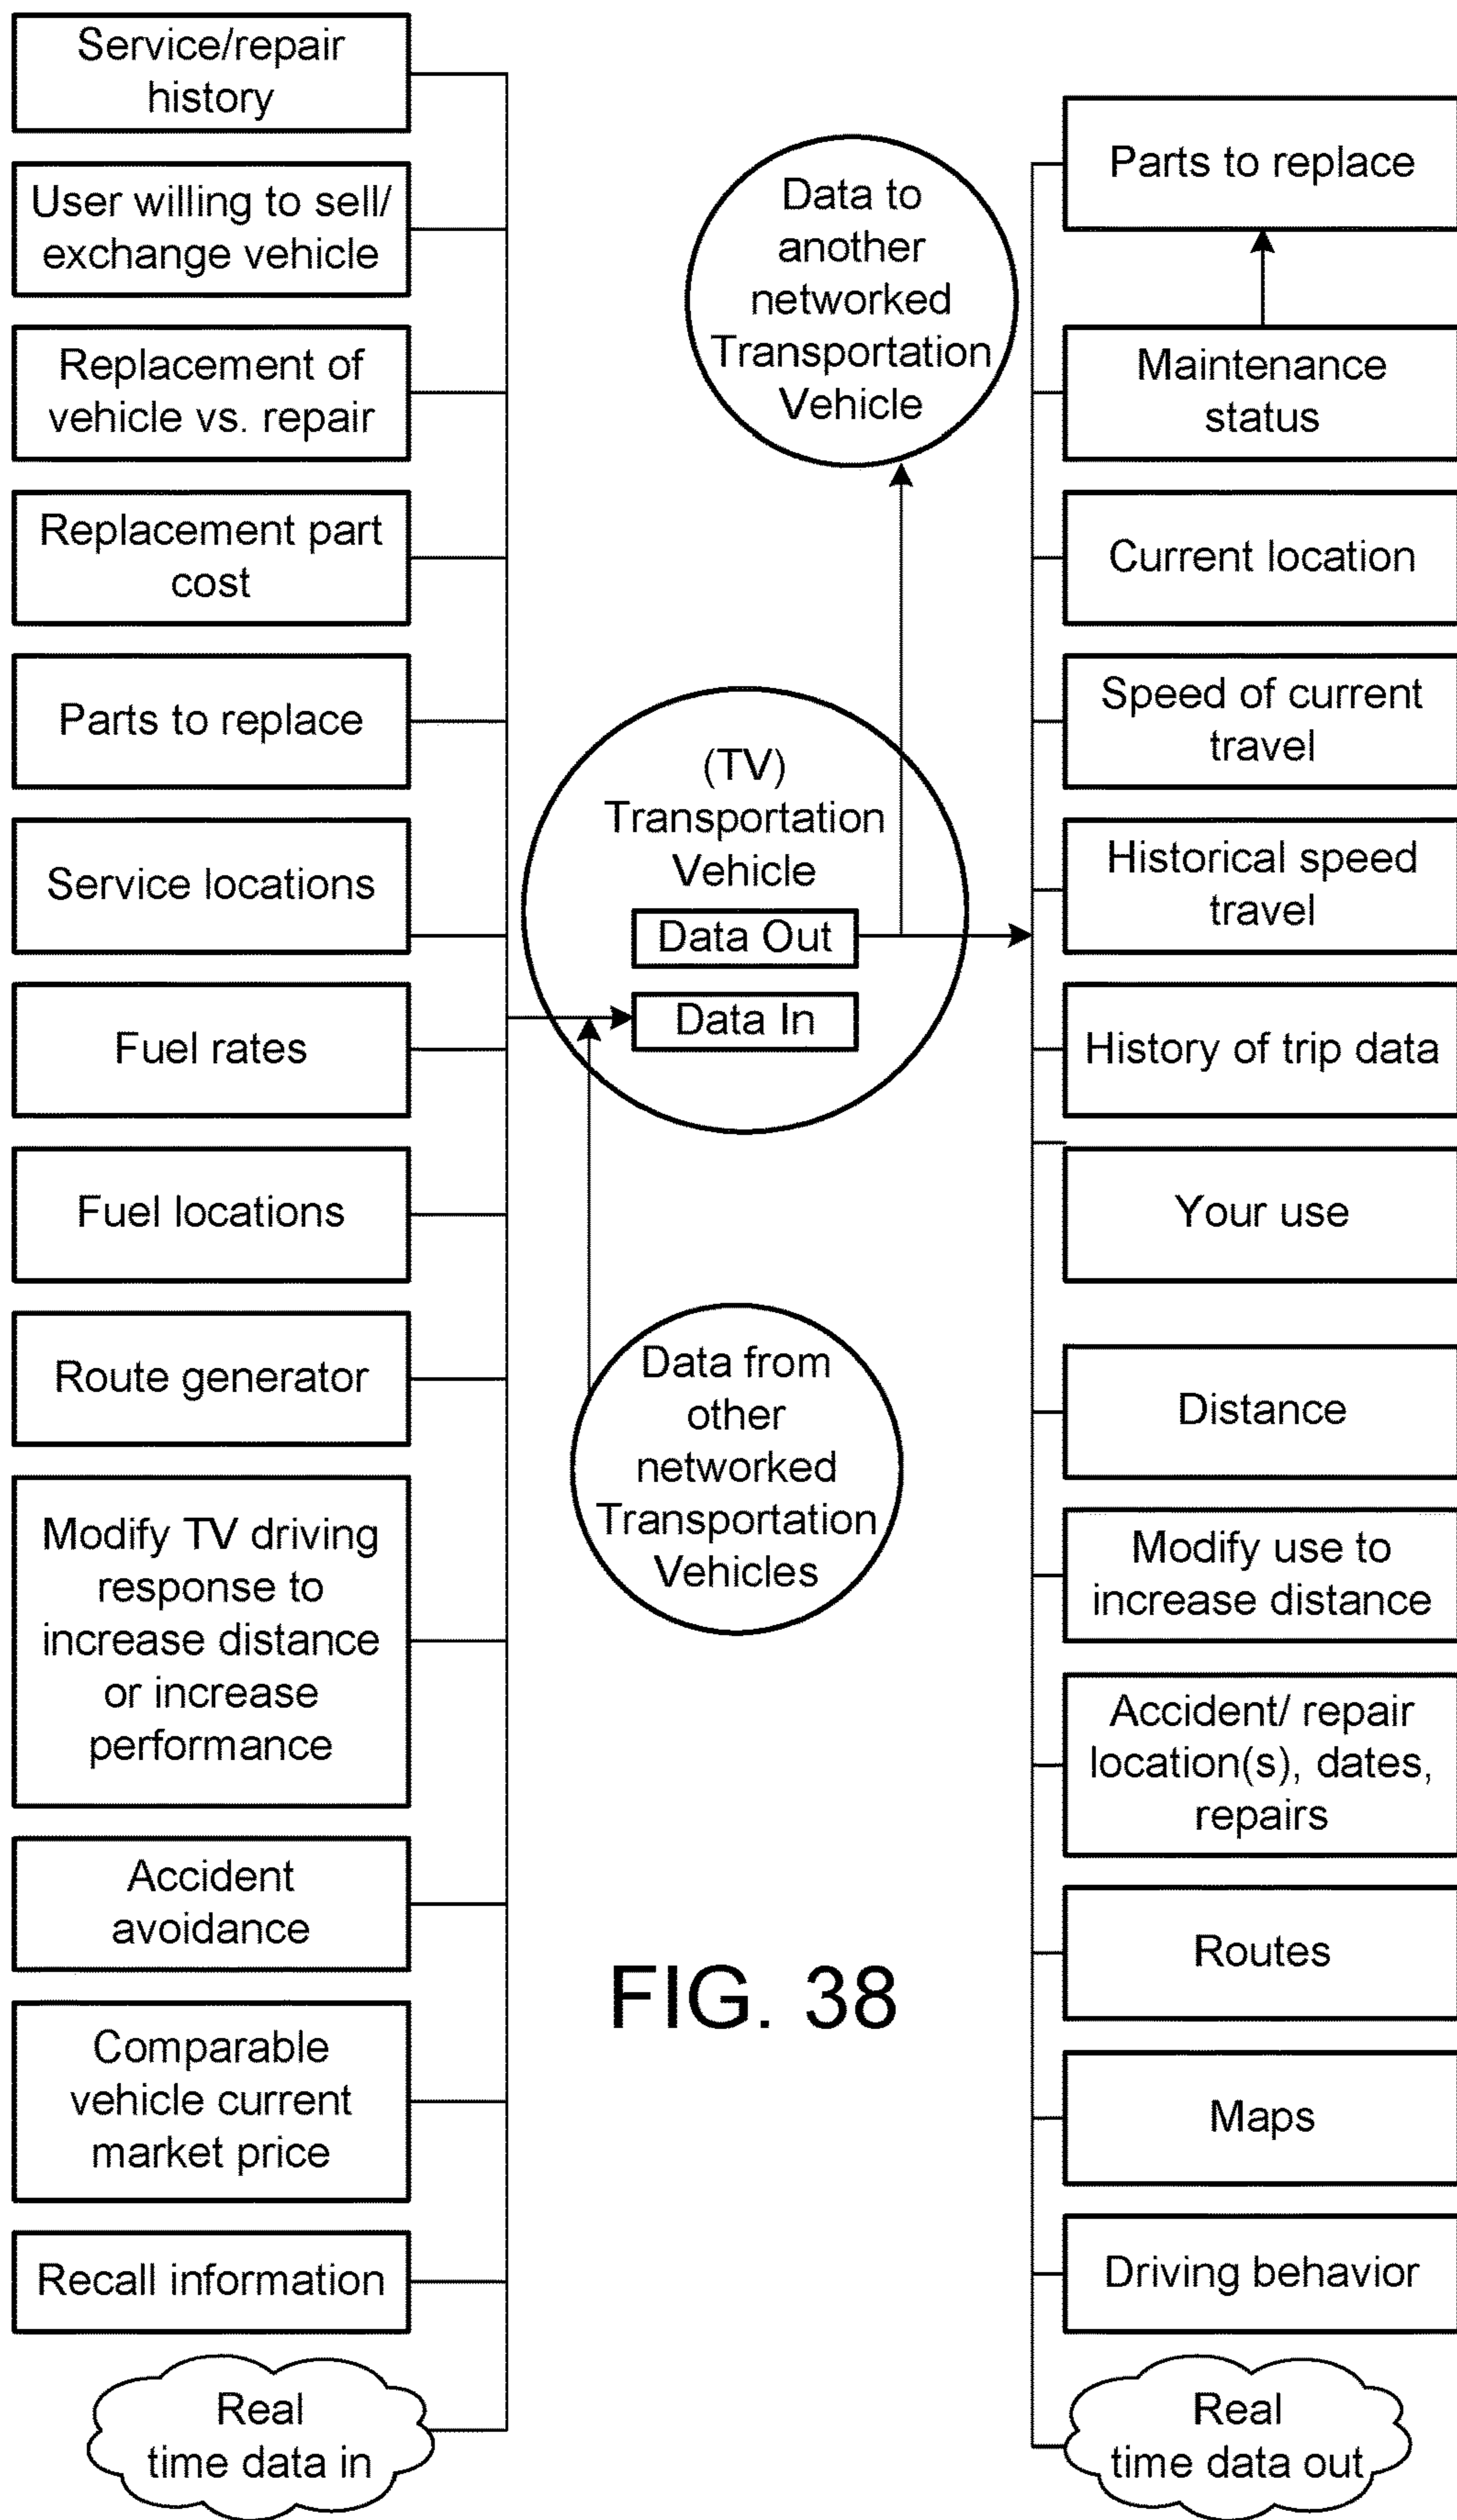 Service/repair
history
User willing to sell/
exchange vehicle
Replacement of
vehicle vs. repair
Replacement part
cost
Parts to replace
Service locations
Fuel rates
Fuel locations
Route generator
Modify TV driving
response to
increase distance
or increase
performance
Accident
avoidance
Comparable
vehicle current
market price
Recall information
Real
time data in
Data to
another
networked
Transportation
Vehicle
(TV)
Transportation
Vehicle
Data Out
Data In
Data from
other
networked
Transportation
Vehicles
FIG. 38
Parts to replace
Maintenance
status
Current location
Speed of current
travel
Historical speed
travel
History of trip data
Your use
Distance
Modify use to
increase distance
Accident/ repair
location(s), dates,
repairs
Routes
Maps
Driving behavior
Real
time data out